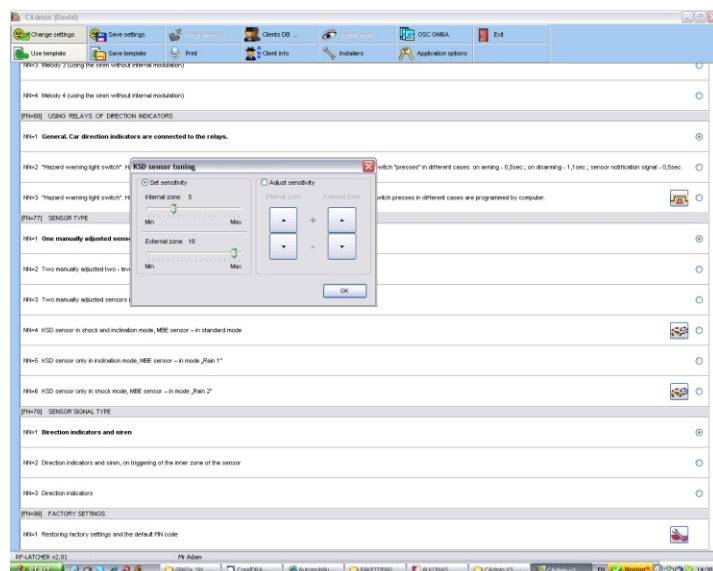 CAdmin (David)
Change settings
Save settings
Clients DB ...
OSC OMBIA
Exit
Use template
Save template
Print
Client info
Installers
Application options
NN=3 Melody 3 (using the siren without internal modulation)
NN=4 Melody 4 (using the siren without internal modulation)
[FN=68] USING RELAYS OF DIRECTION INDICATORS
NN=1 General. Car direction indicators are connected to the relays.
NN=2 "Hazard warning light switch". H
witch "presses" in different cases: on arming - 0,5sec.; on disarming - 1,1sec.; sensor notification signal - 0,5sec.
NN=3 "Hazard warning light switch". H
witch presses in different cases are programmed by computer.
[FN=77] SENSOR TYPE
NN=1 One manually adjusted senso
NN=2 Two manually adjusted two - lev
NN=3 Two manually adjusted sensors
KSD sensor tuning
Set sensitivity
Internal zone: 5
Min Max
External zone: 10
Min Max
Adjust sensitivity
Internal zone External zone
+
-
OK
NN=4 KSD sensor in shock and inclination mode, MBE sensor – in standard mode
NN=5 KSD sensor only in inclination mode, MBE sensor – in mode „Rain 1"
NN=6 KSD sensor only in shock mode, MBE sensor – in mode „Rain 2"
[FN=78] SENSOR SIGNAL TYPE
NN=1 Direction indicators and siren
NN=2 Direction indicators and siren, on triggering of the inner zone of the sensor
NN=3 Direction indicators
[FN=99] FACTORY SETTINGS
NN=1 Restoring factory settings and the default PIN code
RF-LATCHER v.2.01 Mr Adam